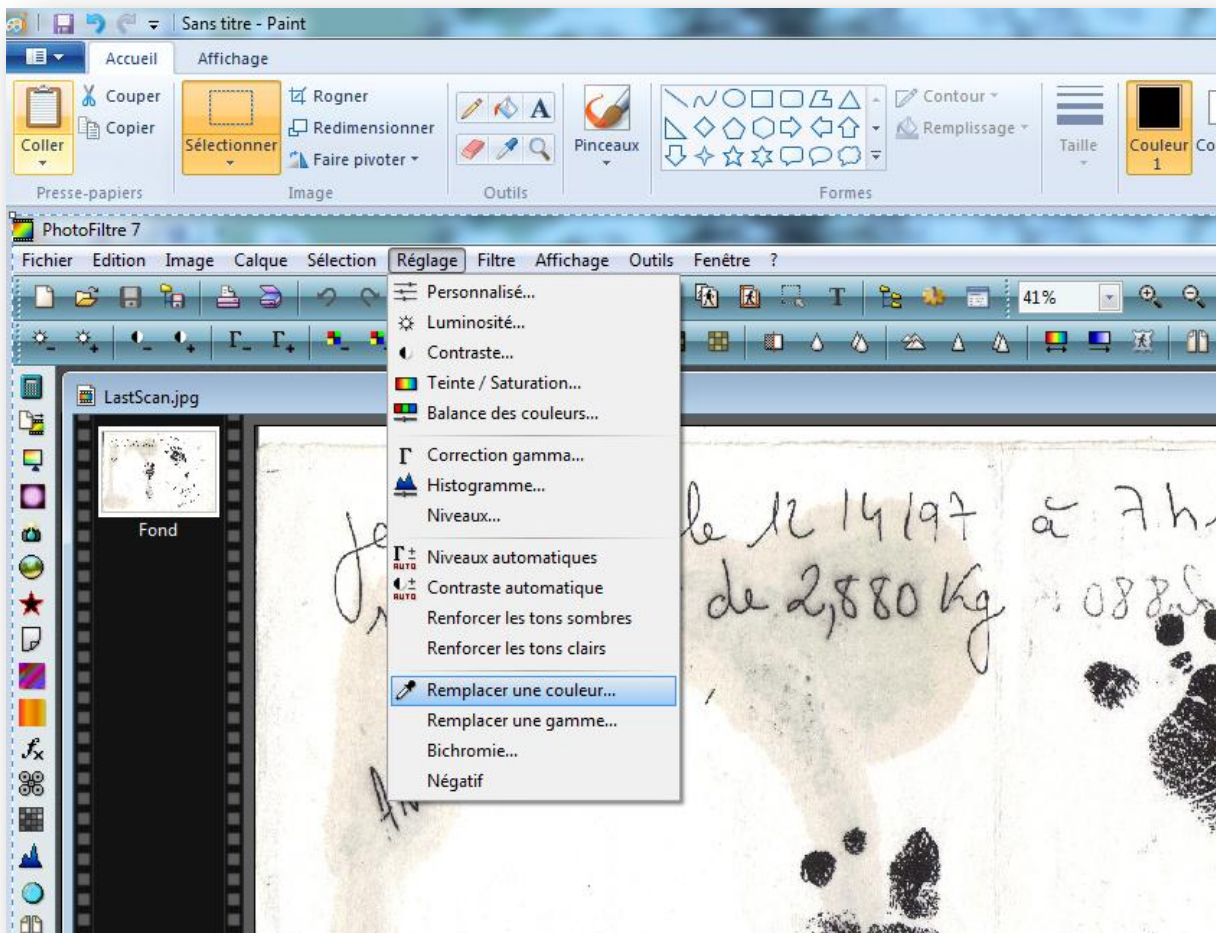 Sans titre - Paint
Accueil Affichage
Coller
Couper
Copier
Presse-papiers
Sélectionner
Rogner
Redimensionner
Faire pivoter
Image
A
Outils
Pinceaux
Formes
Contour
Remplissage
Taille
Couleur
1
Co
PhotoFiltre 7
Fichier Edition Image Calque Sélection Réglage Filtre Affichage Outils Fenêtre ?
T
41%
Personnalisé...
Luminosité...
Contraste...
Teinte / Saturation...
Balance des couleurs...
Correction gamma...
Histogramme...
Niveaux...
Niveaux automatiques
Contraste automatique
Renforcer les tons sombres
Renforcer les tons clairs
Remplacer une couleur...
Remplacer une gamme...
Bichromie...
Négatif
LastScan.jpg
Fond
le 12/4/97 à 7h
de 2,880 Kg